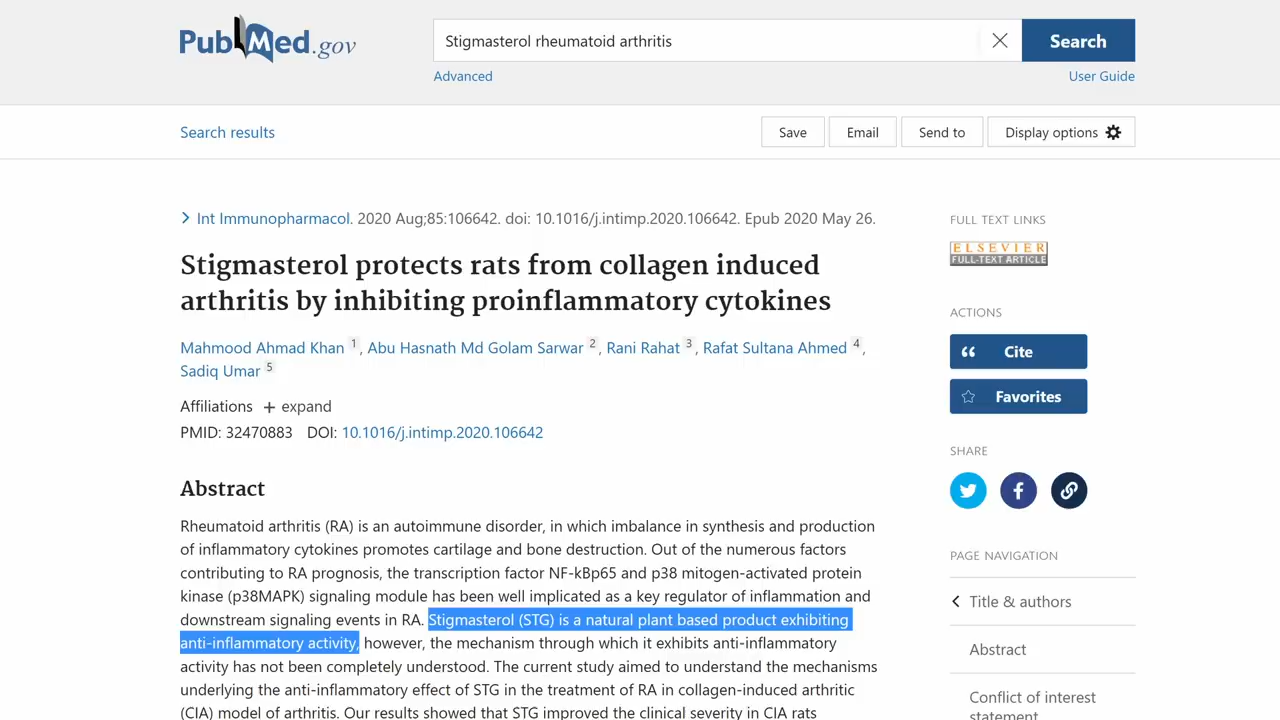 PubMed.gov
Stigmasterol rheumatoid arthritis
Search
Advanced
User Guide
Search results
Save
Email
Send to
Display options
Int Immunopharmacol. 2020 Aug;85:106642. doi: 10.1016/j.intimp.2020.106642. Epub 2020 May 26.
Stigmasterol protects rats from collagen induced
arthritis by inhibiting proinflammatory cytokines
Mahmood Ahmad Khan 1, Abu Hasnath Md Golam Sarwar 2, Rani Rahat 3, Rafat Sultana Ahmed 4,
Sadiq Umar 5
Affiliations + expand
PMID: 32470883 DOI: 10.1016/j.intimp.2020.106642
Abstract
Rheumatoid arthritis (RA) is an autoimmune disorder, in which imbalance in synthesis and production
of inflammatory cytokines promotes cartilage and bone destruction. Out of the numerous factors
contributing to RA prognosis, the transcription factor NF-kBp65 and p38 mitogen-activated protein
kinase (p38MAPK) signaling module has been well implicated as a key regulator of inflammation and
downstream signaling events in RA. Stigmasterol (STG) is a natural plant based product exhibiting
anti-inflammatory activity, however, the mechanism through which it exhibits anti-inflammatory
activity has not been completely understood. The current study aimed to understand the mechanisms
underlying the anti-inflammatory effect of STG in the treatment of RA in collagen-induced arthritic
(CIA) model of arthritis. Our results showed that STG improved the clinical severity in CIA rats
FULL TEXT LINKS
ELSEVIER
FULL-TEXT ARTICLE
ACTIONS
Cite
Favorites
SHARE
PAGE NAVIGATION
Title & authors
Abstract
Conflict of interest
statement